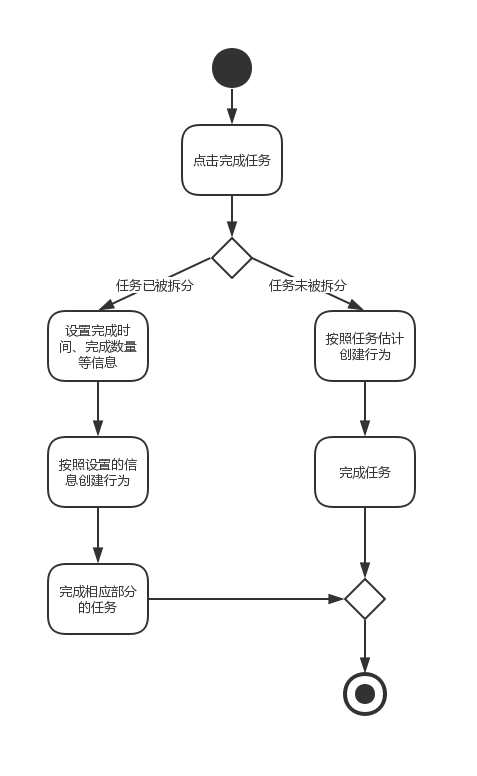 点击完成任务
任务已被拆分
任务未被拆分
设置完成时
间、完成数量
等信息
按照任务估计
创建行为
按照设置的信
息创建行为
完成任务
完成相应部分
的任务